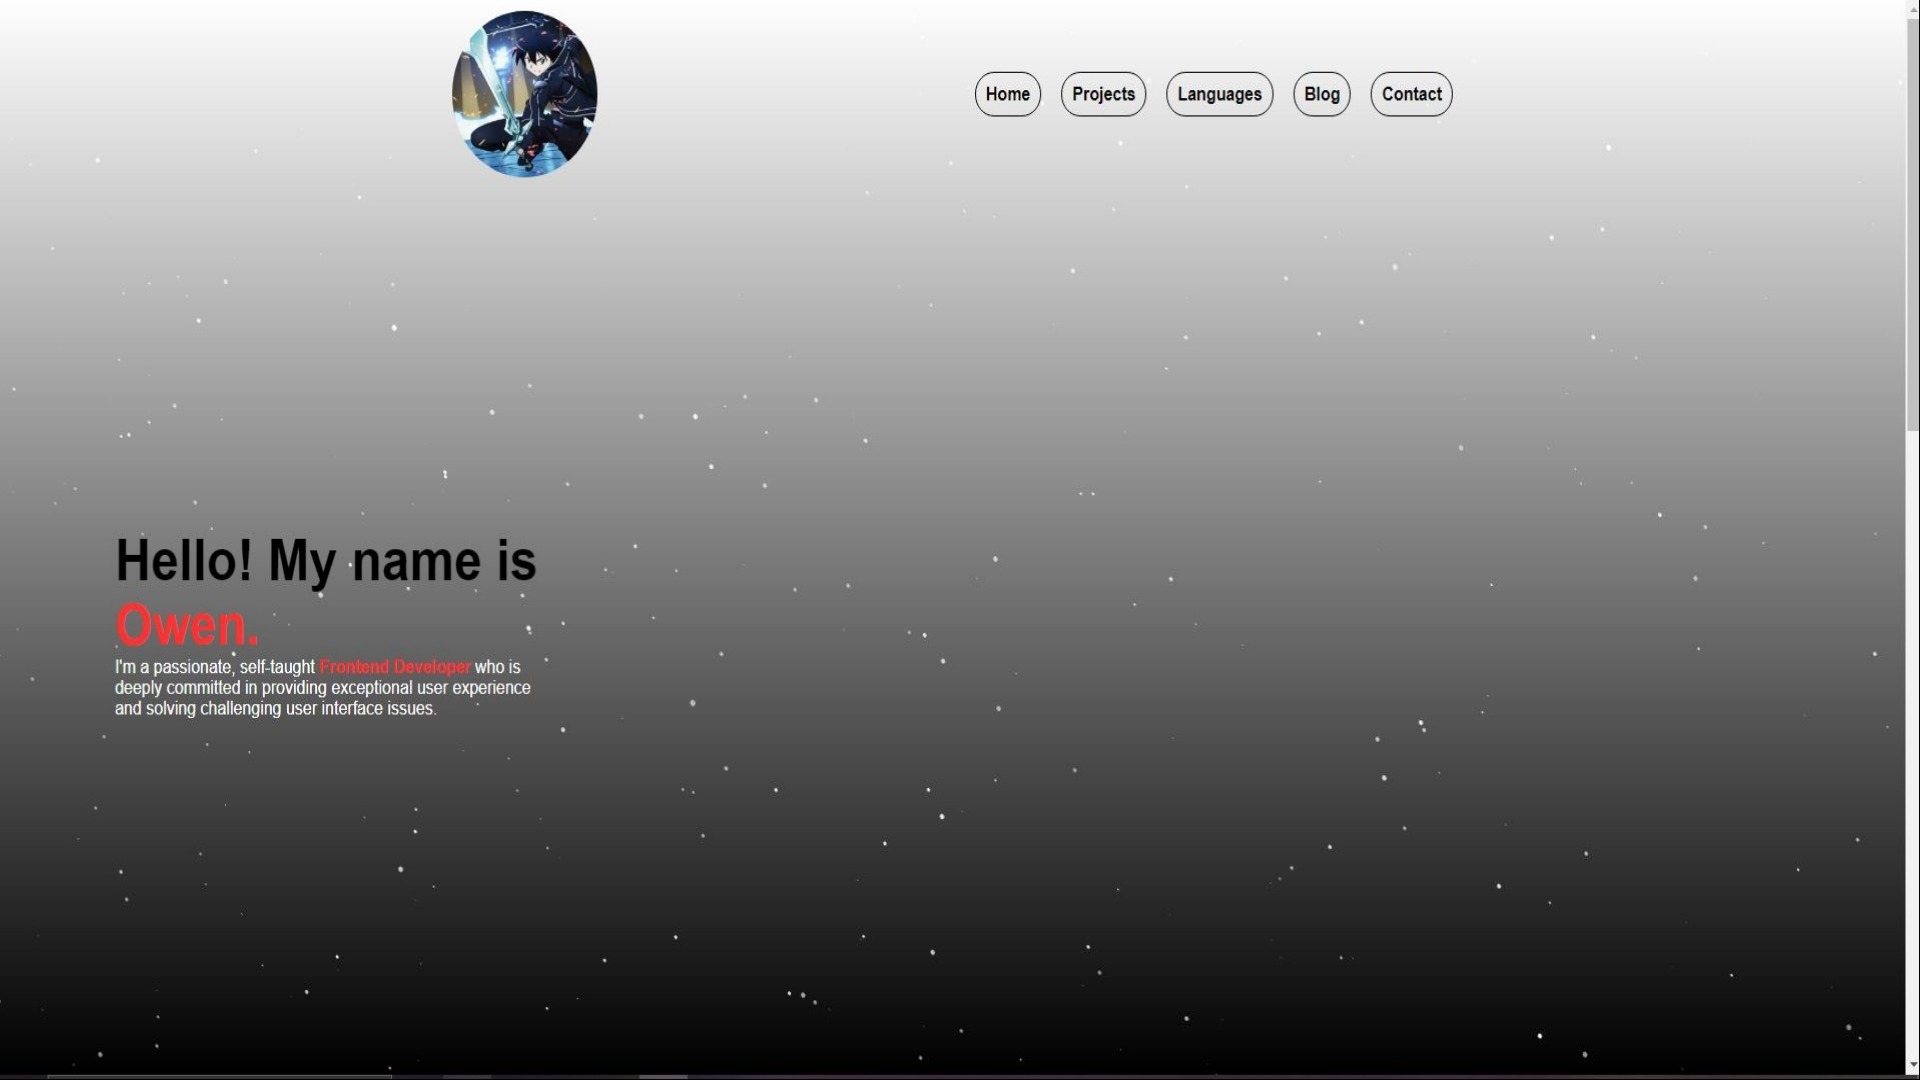 Home
Projects
Languages
Blog
Contact
Hello! My name is
Owen.
I'm a passionate, self-taught Frontend Developer who is
deeply committed in providing exceptional user experience
and solving challenging user interface issues.